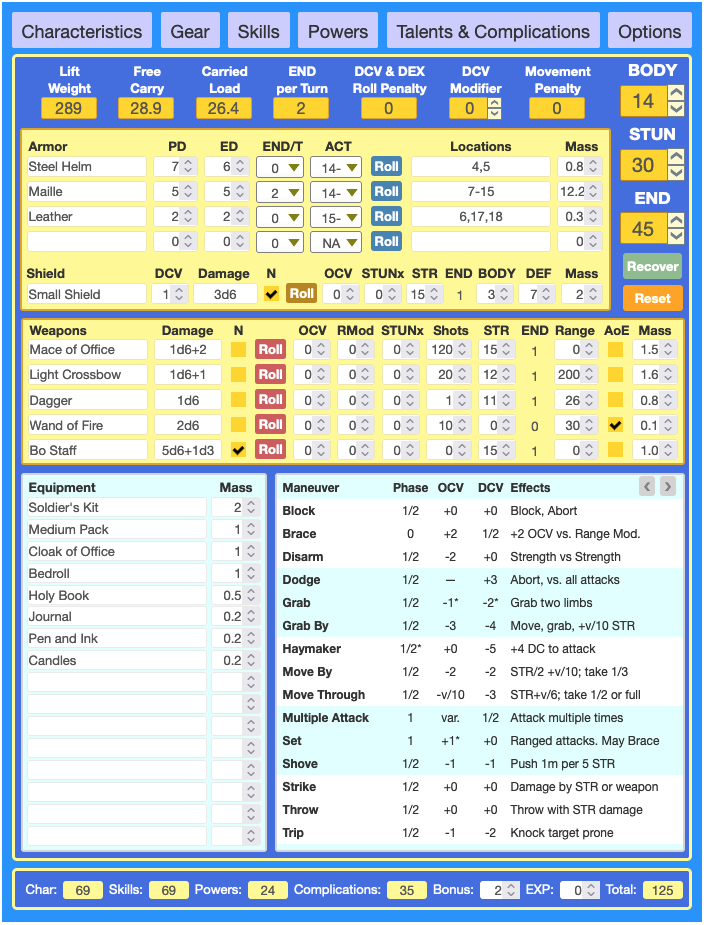 Characteristics Gear Skills Powers Talents & Complications Options
Lift Weight Free Carry Carried Load END per Turn DCV & DEX Roll Penalty DCV Modifier Movement Penalty BODY
289 28.9 26.4 2 0 0 0 14
STUN
30
END
45
Recover
Reset
Armor PD ED END/T ACT Locations Mass
Steel Helm 7 6 0 14- Roll 4,5 0.8
Maille 5 5 2 14- Roll 7-15 12.2
Leather 2 2 0 15- Roll 6,17,18 0.3
0 0 0 NA Roll 0
Shield DCV Damage N OCV STUNx STR END BODY DEF Mass
Small Shield 1 3d6 Roll 0 0 15 1 3 7 2
Weapons Damage N OCV RMod STUNx Shots STR END Range AoE Mass
Mace of Office 1d6+2 Roll 0 0 0 120 15 1 0 1.5
Light Crossbow 1d6+1 Roll 0 0 0 20 12 1 200 1.6
Dagger 1d6 Roll 0 0 0 1 11 1 26 0.8
Wand of Fire 2d6 Roll 0 0 0 10 0 0 30 0.1
Bo Staff 5d6+1d3 Roll 0 0 0 0 15 1 0 1.0
Equipment Mass
Soldier's Kit 2
Medium Pack 1
Cloak of Office 1
Bedroll 1
Holy Book 0.5
Journal 0.2
Pen and Ink 0.2
Candles 0.2
Maneuver Phase OCV DCV Effects < >
Block 1/2 +0 +0 Block, Abort
Brace 0 +2 1/2 +2 OCV vs. Range Mod.
Disarm 1/2 -2 +0 Strength vs Strength
Dodge 1/2 — +3 Abort, vs. all attacks
Grab 1/2 -1* -2* Grab two limbs
Grab By 1/2 -3 -4 Move, grab, +v/10 STR
Haymaker 1/2* +0 -5 +4 DC to attack
Move By 1/2 -2 -2 STR/2 +v/10; take 1/3
Move Through 1/2 -v/10 -3 STR+v/6; take 1/2 or full
Multiple Attack 1 var. 1/2 Attack multiple times
Set 1 +1* +0 Ranged attacks. May Brace
Shove 1/2 -1 -1 Push 1m per 5 STR
Strike 1/2 +0 +0 Damage by STR or weapon
Throw 1/2 +0 +0 Throw with STR damage
Trip 1/2 -1 -2 Knock target prone
Char: 69 Skills: 69 Powers: 24 Complications: 35 Bonus: 2 EXP: 0 Total: 125